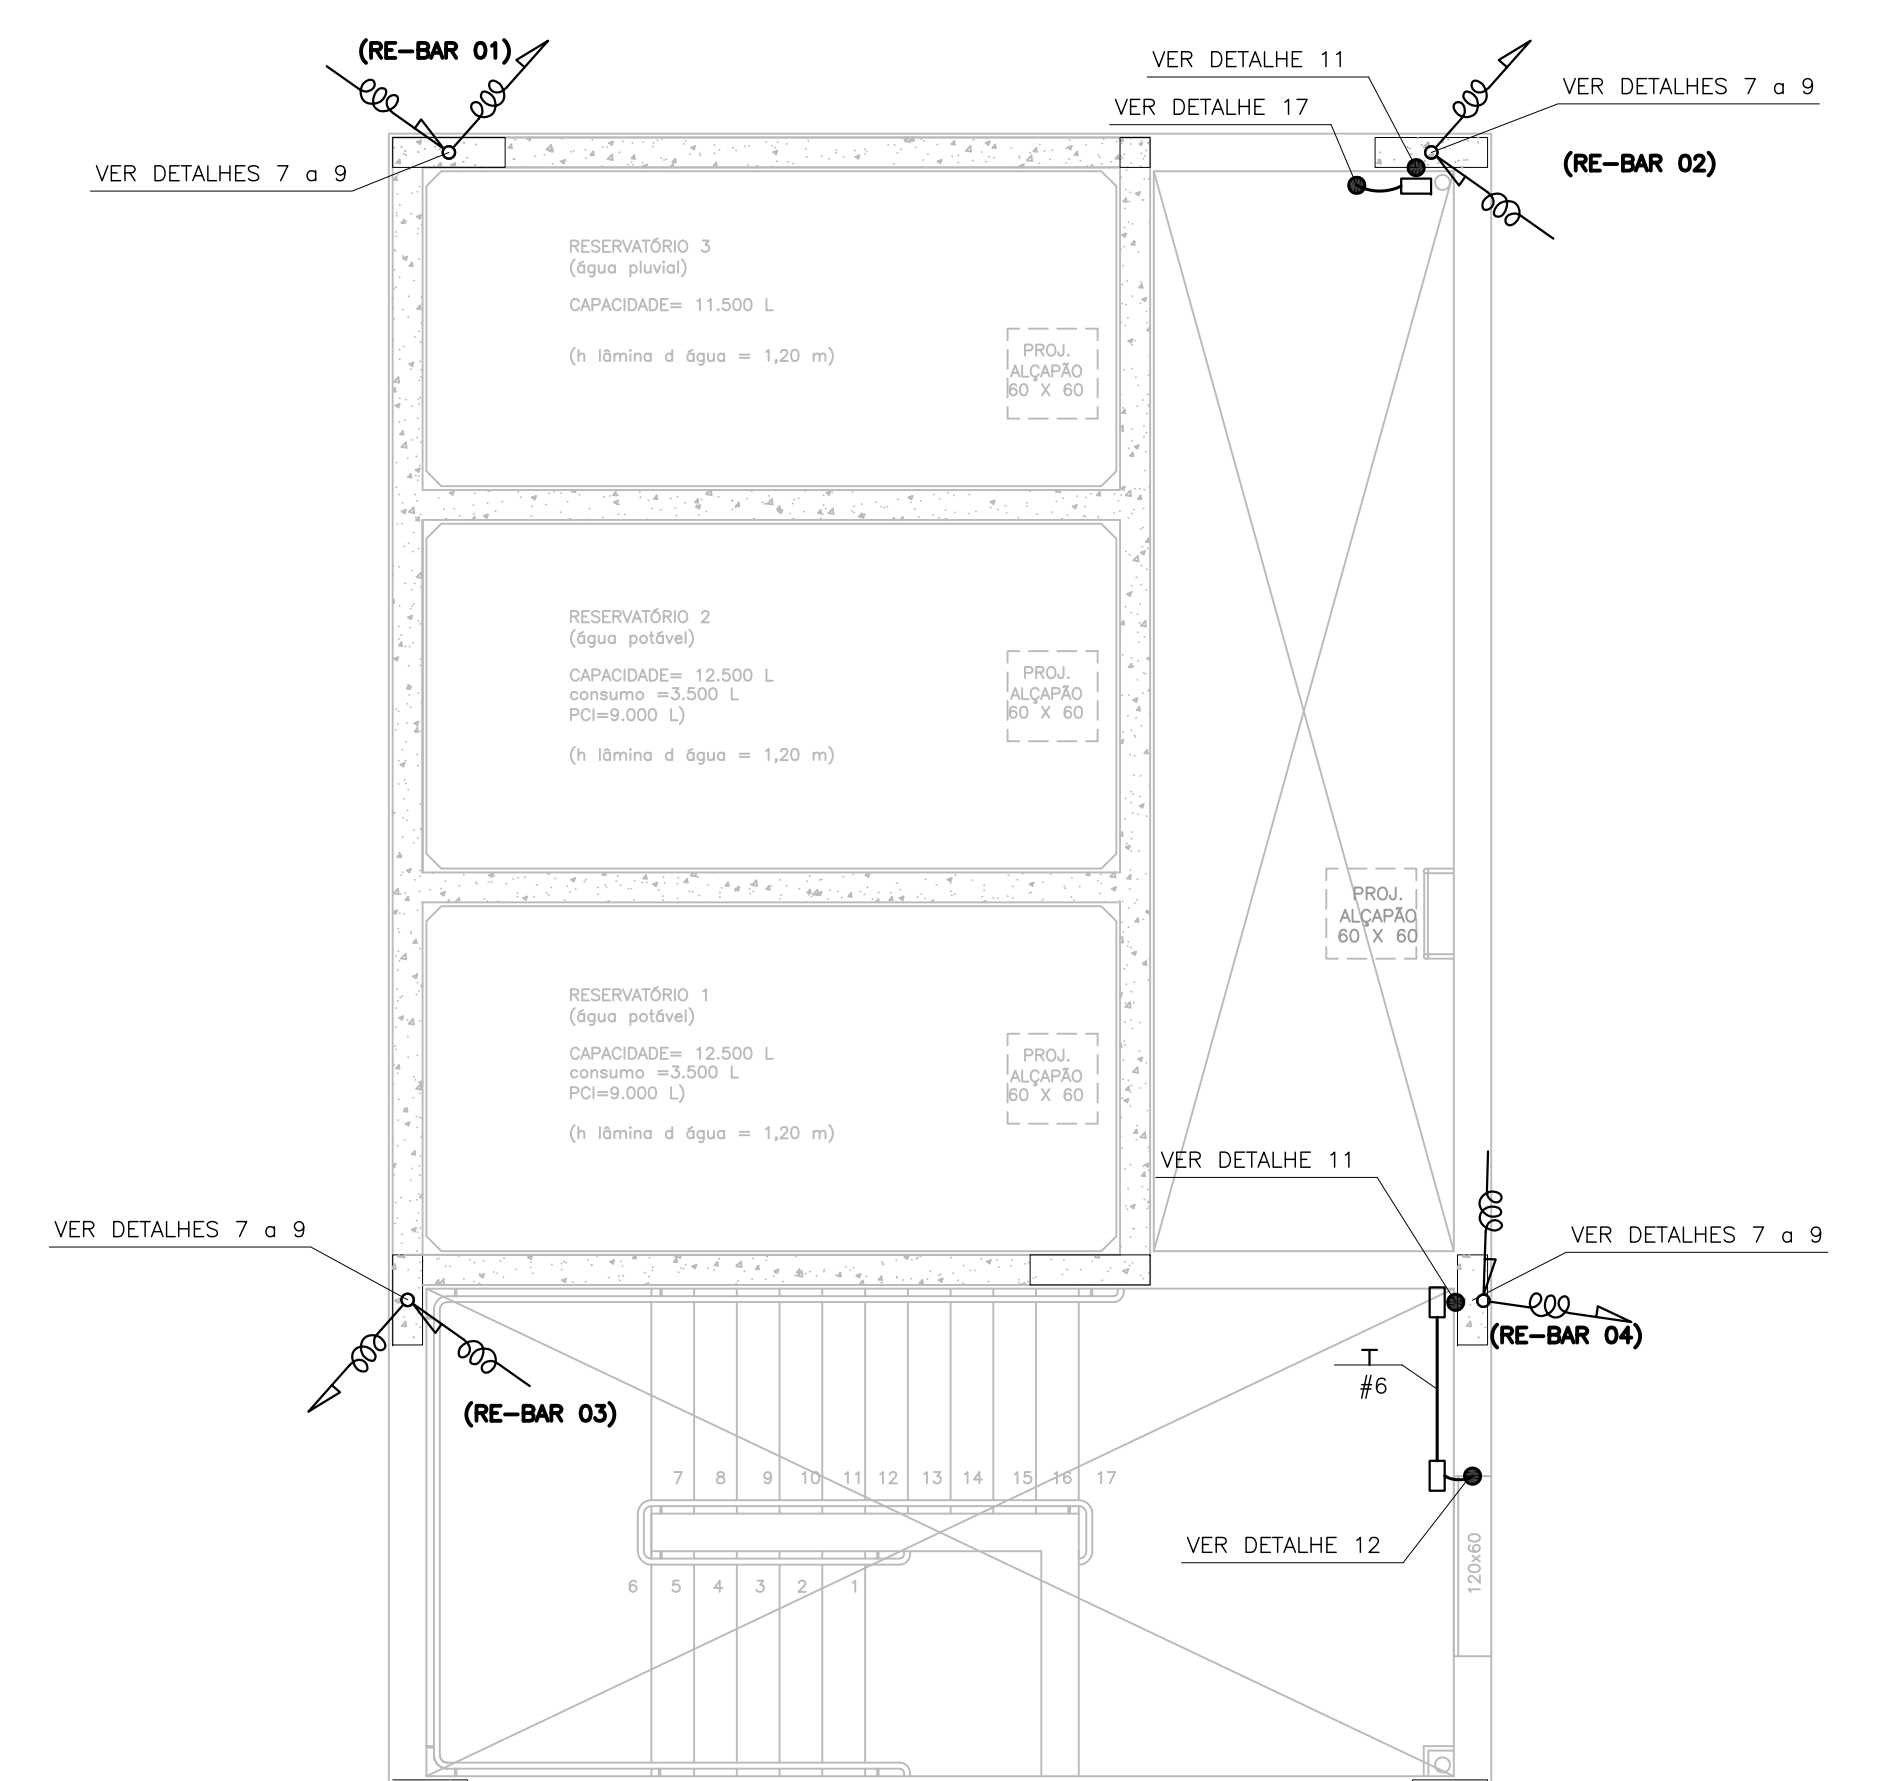 (RE-BAR 01)
VER DETALHE 11
VER DETALHES 7 a 9
VER DETALHE 17
VER DETALHES 7 a 9
(RE-BAR 02)
RESERVATÓRIO 3
(água pluvial)
CAPACIDADE= 11.500 L
(h lâmina d água = 1,20 m)
PROJ.
ALÇAPÃO
60 X 60
RESERVATÓRIO 2
(água potável)
CAPACIDADE= 12.500 L
consumo =3.500 L
PCI=9.000 L)
(h lâmina d água = 1,20 m)
PROJ.
ALÇAPÃO
60 X 60
PROJ.
ALÇAPÃO
60 X 60
RESERVATÓRIO 1
(água potável)
CAPACIDADE= 12.500 L
consumo =3.500 L
PCI=9.000 L)
(h lâmina d água = 1,20 m)
PROJ.
ALÇAPÃO
60 X 60
VER DETALHE 11
VER DETALHES 7 a 9
VER DETALHES 7 a 9
(RE-BAR 04)
T
#6
(RE-BAR 03)
7 8 9 10 11 12 13 14 15 16 17
VER DETALHE 12
120x60
6 5 4 3 2 1